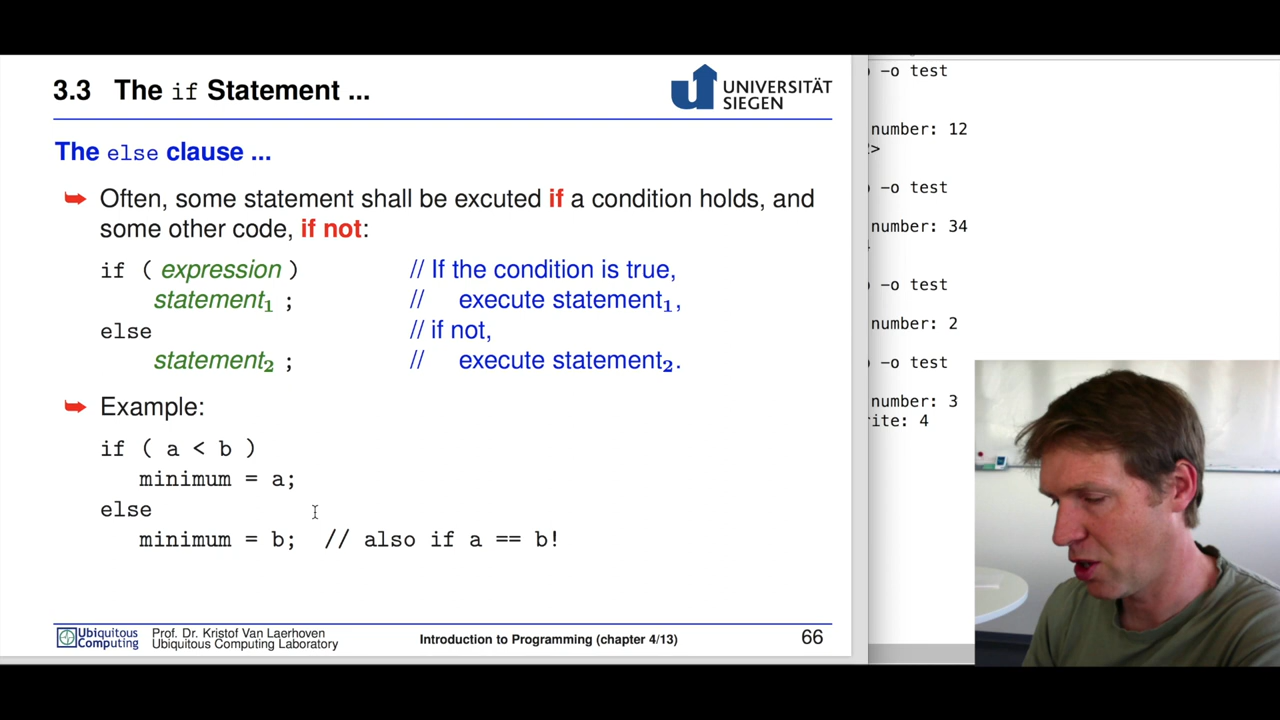 3.3 The if Statement ...
UNIVERSITÄT
SIEGEN
The else clause ...
Often, some statement shall be excuted if a condition holds, and
some other code, if not:
if ( expression ) // If the condition is true,
statement1 ; // execute statement1,
else // if not,
statement2 ; // execute statement2.
Example:
if ( a < b )
minimum = a;
else
minimum = b; // also if a == b!
Ubiquitous
Computing
Prof. Dr. Kristof Van Laerhoven
Ubiquitous Computing Laboratory
Introduction to Programming (chapter 4/13)
66
-o test
number: 12
>
-o test
number: 34
-o test
number: 2
-o test
number: 3
rite: 4